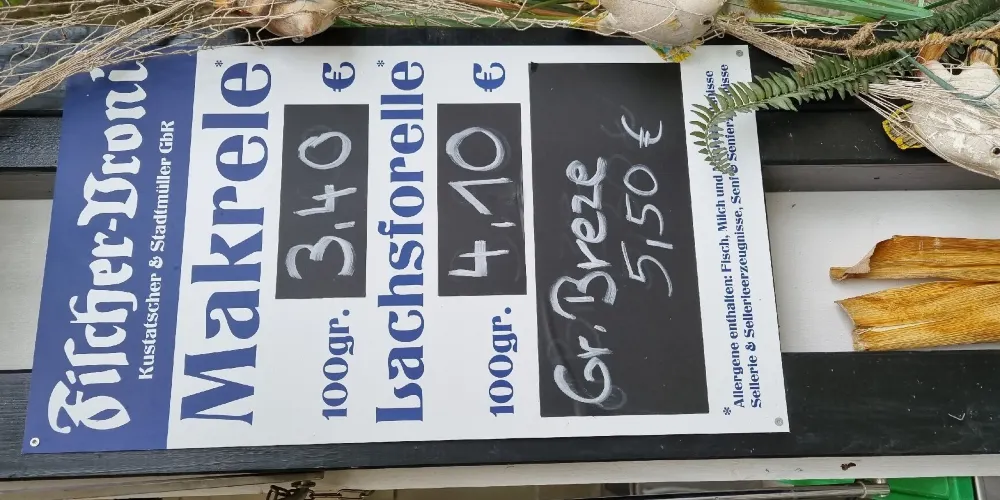 Fischer-Vroni
Kustatscher & Stadtmüller GbR
Makrele*
100gr. 3,40 €
Lachsforelle*
100gr. 4,10 €
Gr. Breze
5,50 €
* Allergene enthalten: Fisch, Milch und
Sellerie & Sellerieerzeugnisse, Senf & Senferzeugnisse